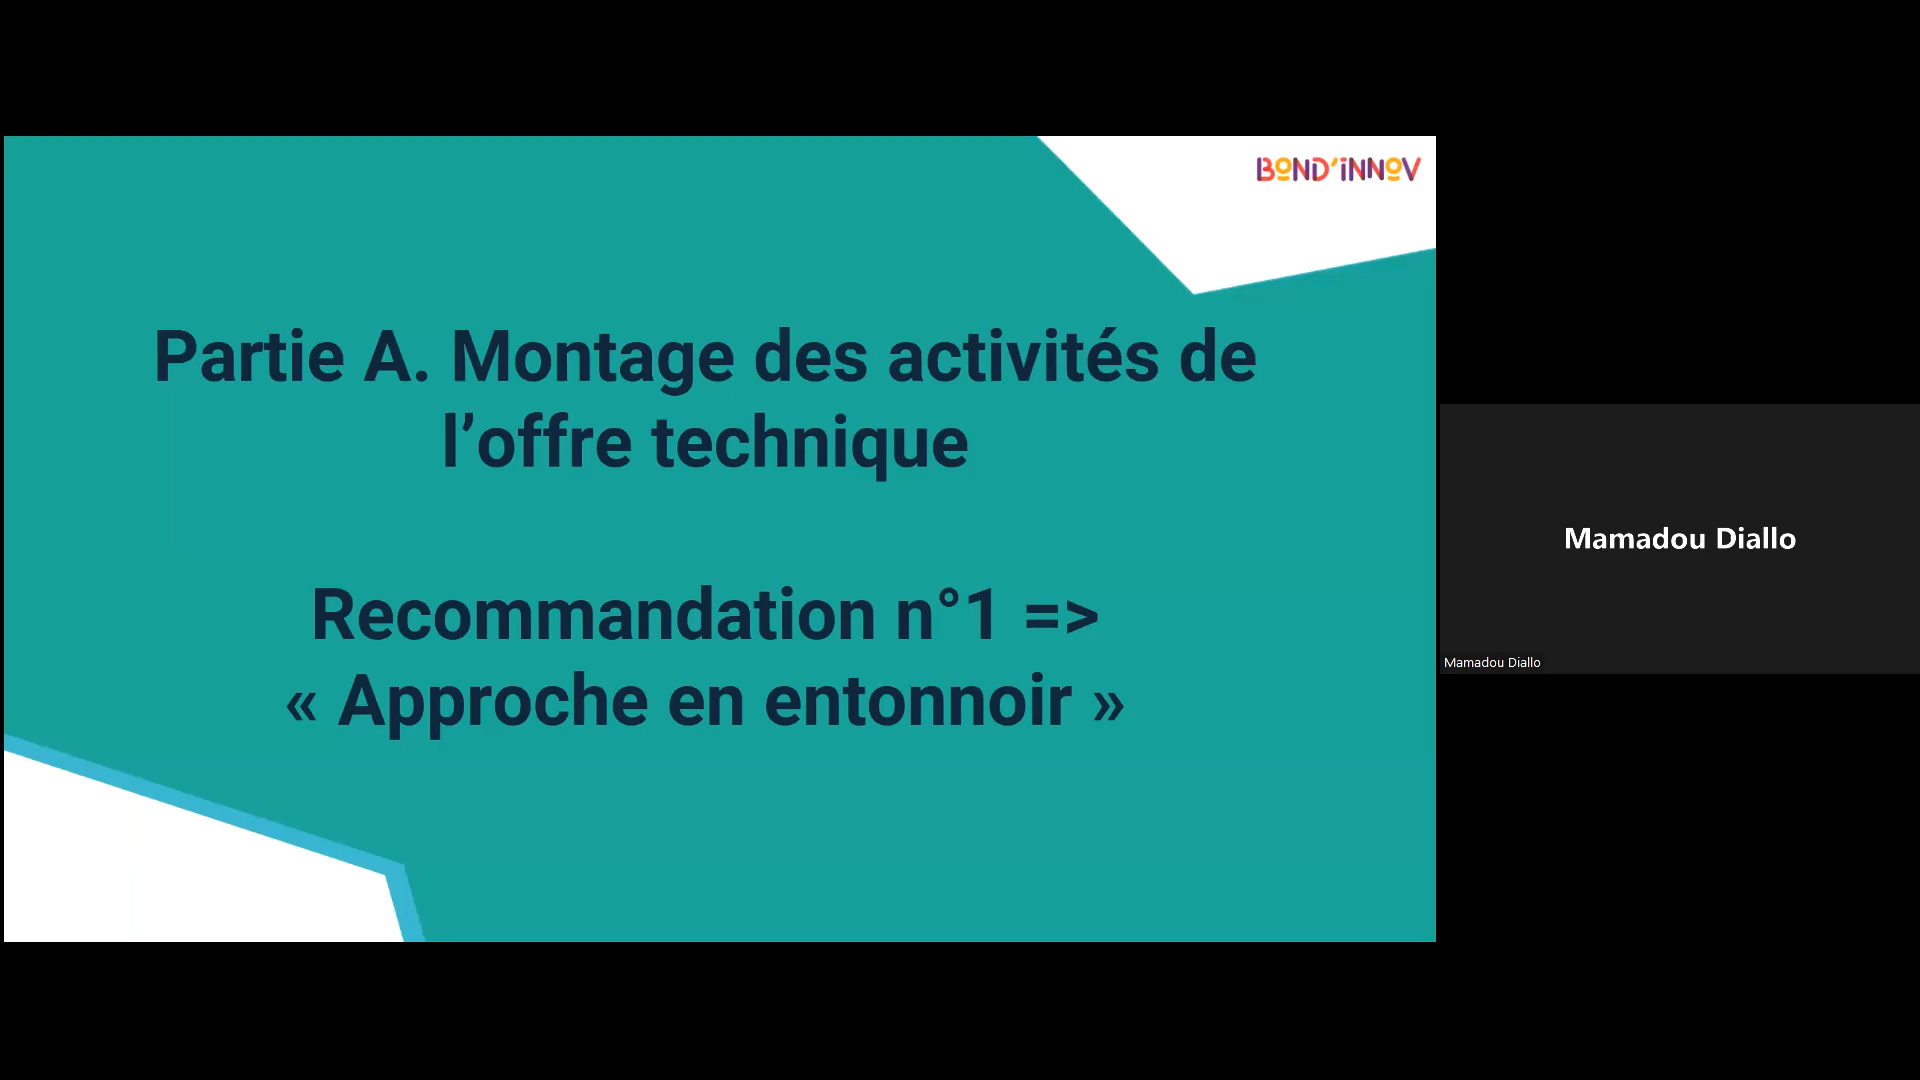 BOND'INNOV
Partie A. Montage des activités de
l’offre technique
Recommandation n°1 =>
« Approche en entonnoir »
Mamadou Diallo
Mamadou Diallo